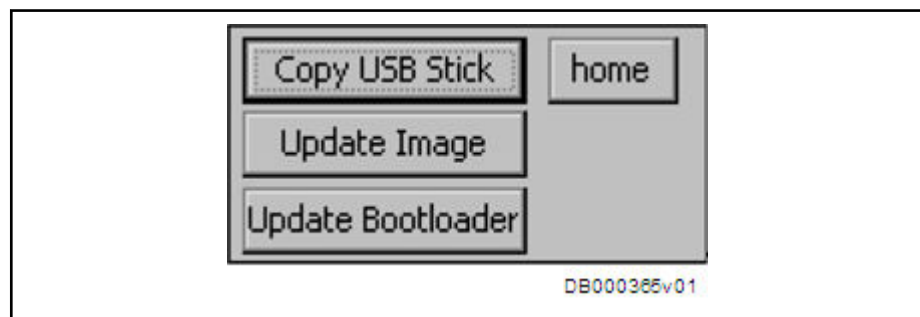 Copy USB Stick
home
Update Image
Update Bootloader
DB000365v01